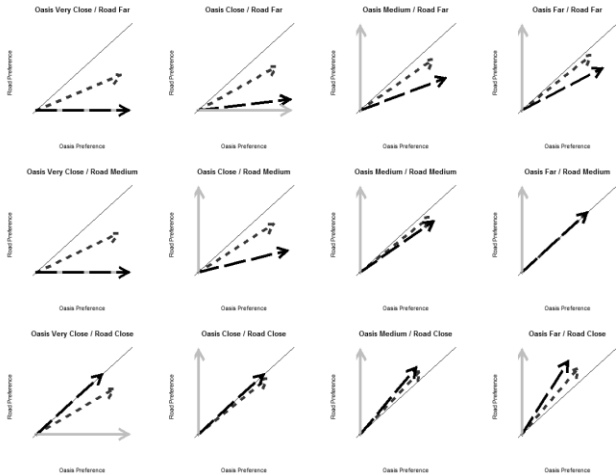 Oasis Very Close / Road Far
Road Preference
Oasis Preference
Oasis Close / Road Far
Road Preference
Oasis Preference
Oasis Medium / Road Far
Road Preference
Oasis Preference
Oasis Far / Road Far
Road Preference
Oasis Preference
Oasis Very Close / Road Medium
Road Preference
Oasis Preference
Oasis Close / Road Medium
Road Preference
Oasis Preference
Oasis Medium / Road Medium
Road Preference
Oasis Preference
Oasis Far / Road Medium
Road Preference
Oasis Preference
Oasis Very Close / Road Close
Road Preference
Oasis Preference
Oasis Close / Road Close
Road Preference
Oasis Preference
Oasis Medium / Road Close
Road Preference
Oasis Preference
Oasis Far / Road Close
Road Preference
Oasis Preference